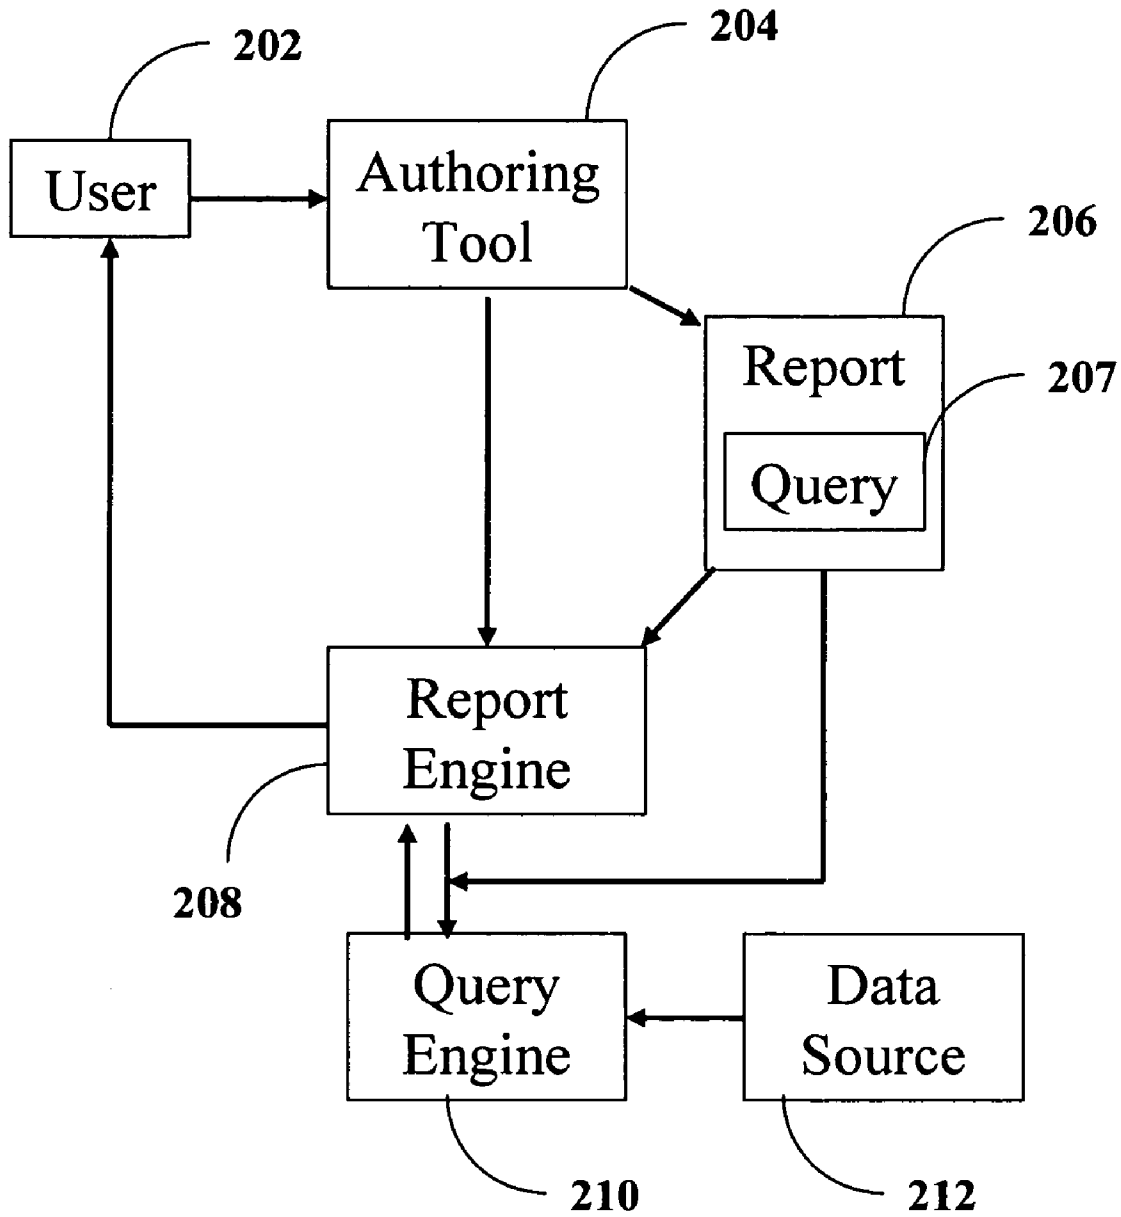 202
204
User
Authoring
Tool
206
Report
207
Query
Report
Engine
208
Query
Engine
Data
Source
210
212